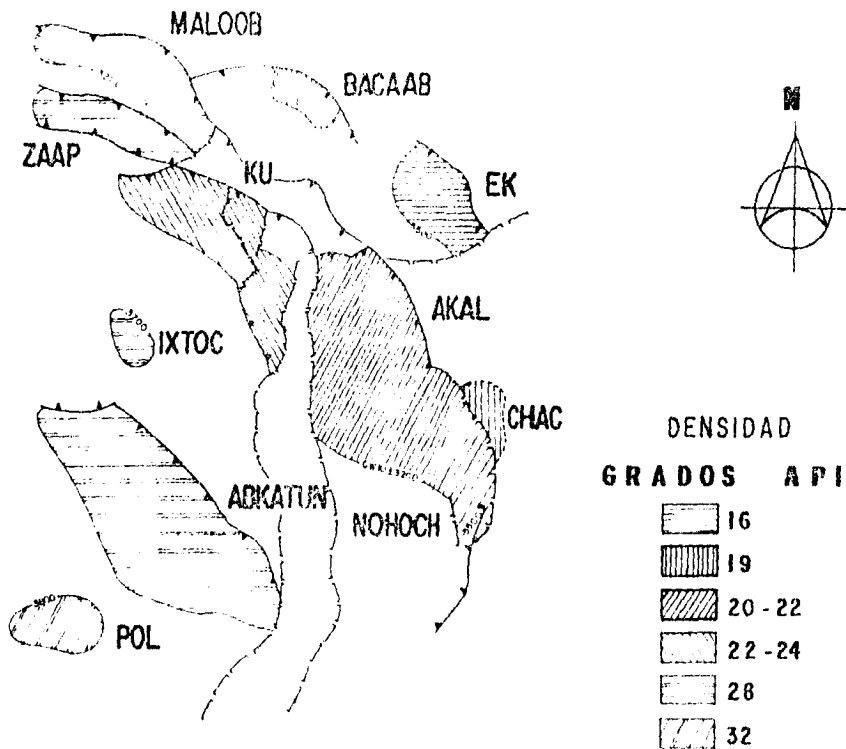 MALOOB
BACAAB
N
ZAAP
KU
EK
AKAL
IXTOC
CHAC
DENSIDAD
GRADOS API
ABKATUN
NOHOCH
16
19
20-22
POL
22-24
28
32